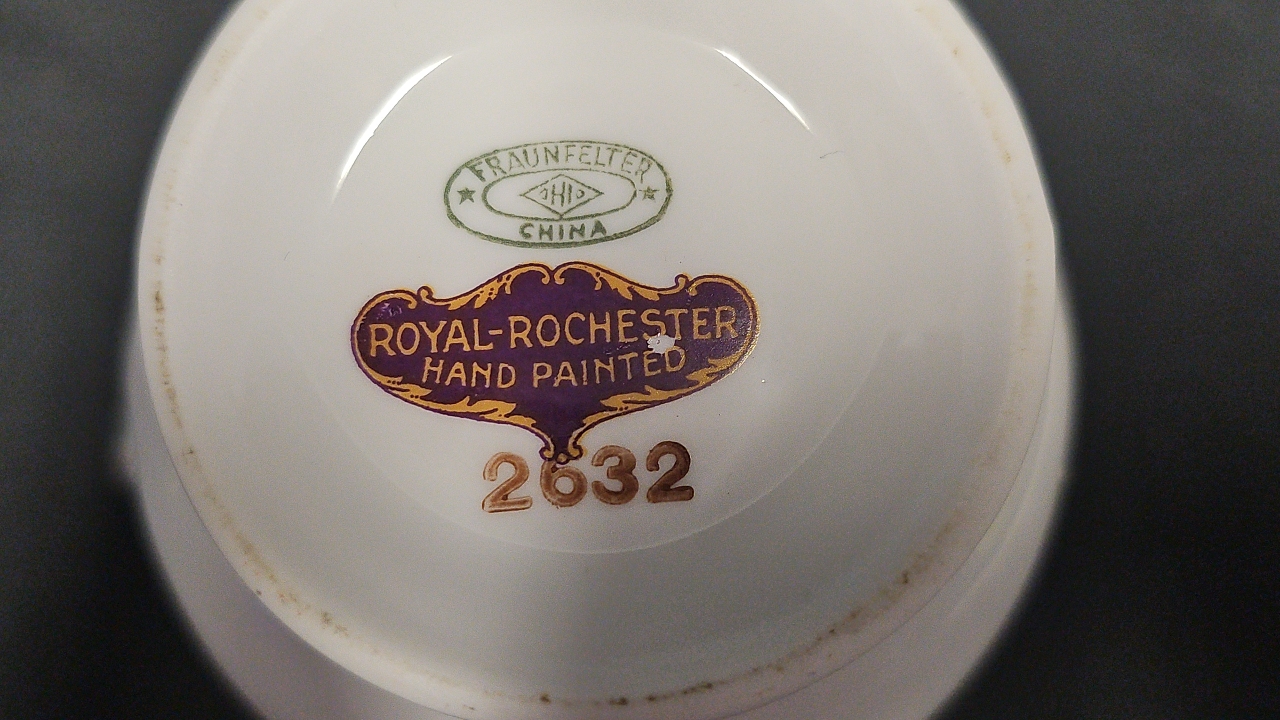 FRAUNFELTER
OHIO
CHINA
ROYAL-ROCHESTER
HAND PAINTED
2632